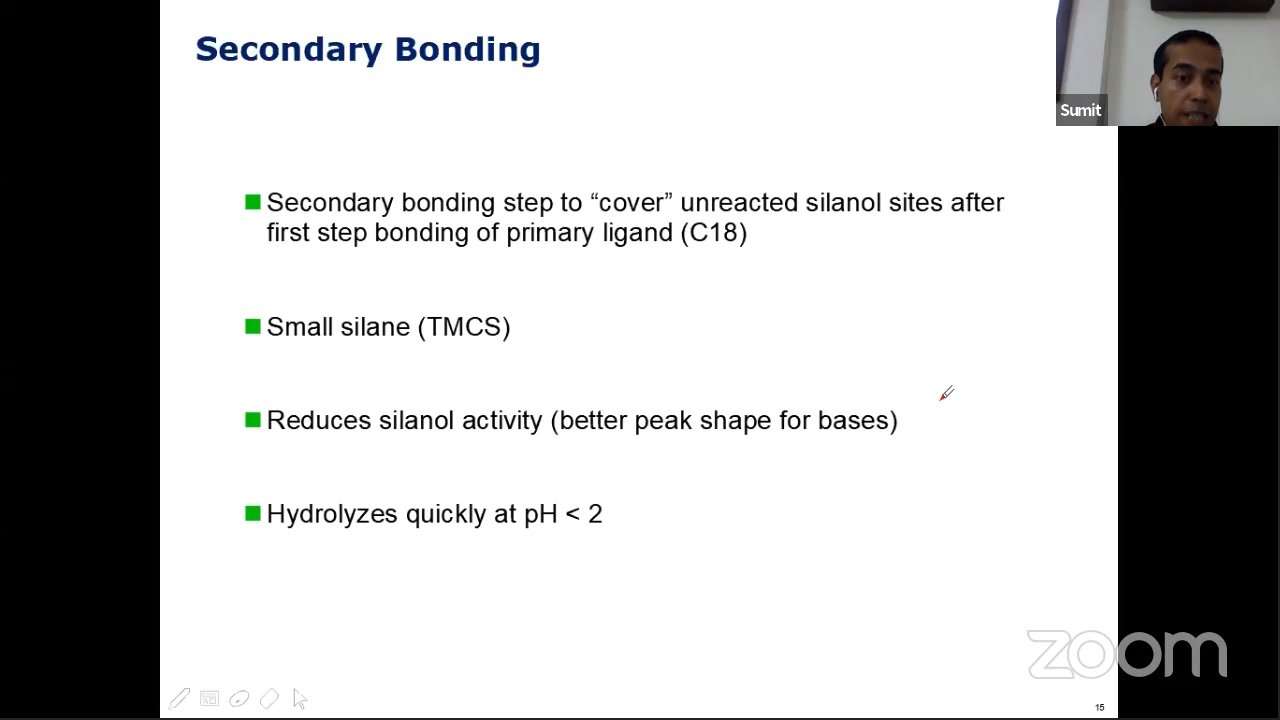 Secondary Bonding
Sumit
Secondary bonding step to “cover” unreacted silanol sites after
first step bonding of primary ligand (C18)
Small silane (TMCS)
Reduces silanol activity (better peak shape for bases)
Hydrolyzes quickly at pH < 2
zoom
15